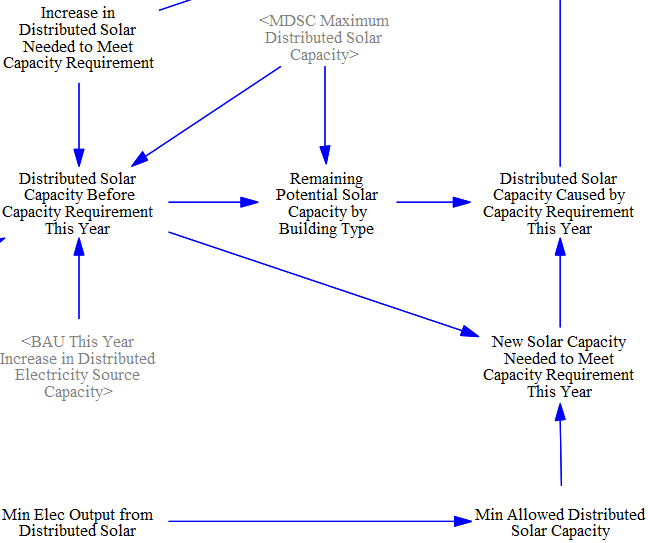 Increase in
Distributed Solar
Needed to Meet
Capacity Requirement
<MDSC Maximum
Distributed Solar
Capacity>
Distributed Solar
Capacity Before
Capacity Requirement
This Year
Remaining
Potential Solar
Capacity by
Building Type
Distributed Solar
Capacity Caused by
Capacity Requirement
This Year
<BAU This Year
Increase in Distributed
Electricity Source
Capacity>
New Solar Capacity
Needed to Meet
Capacity Requirement
This Year
Min Elec Output from
Distributed Solar
Min Allowed Distributed
Solar Capacity